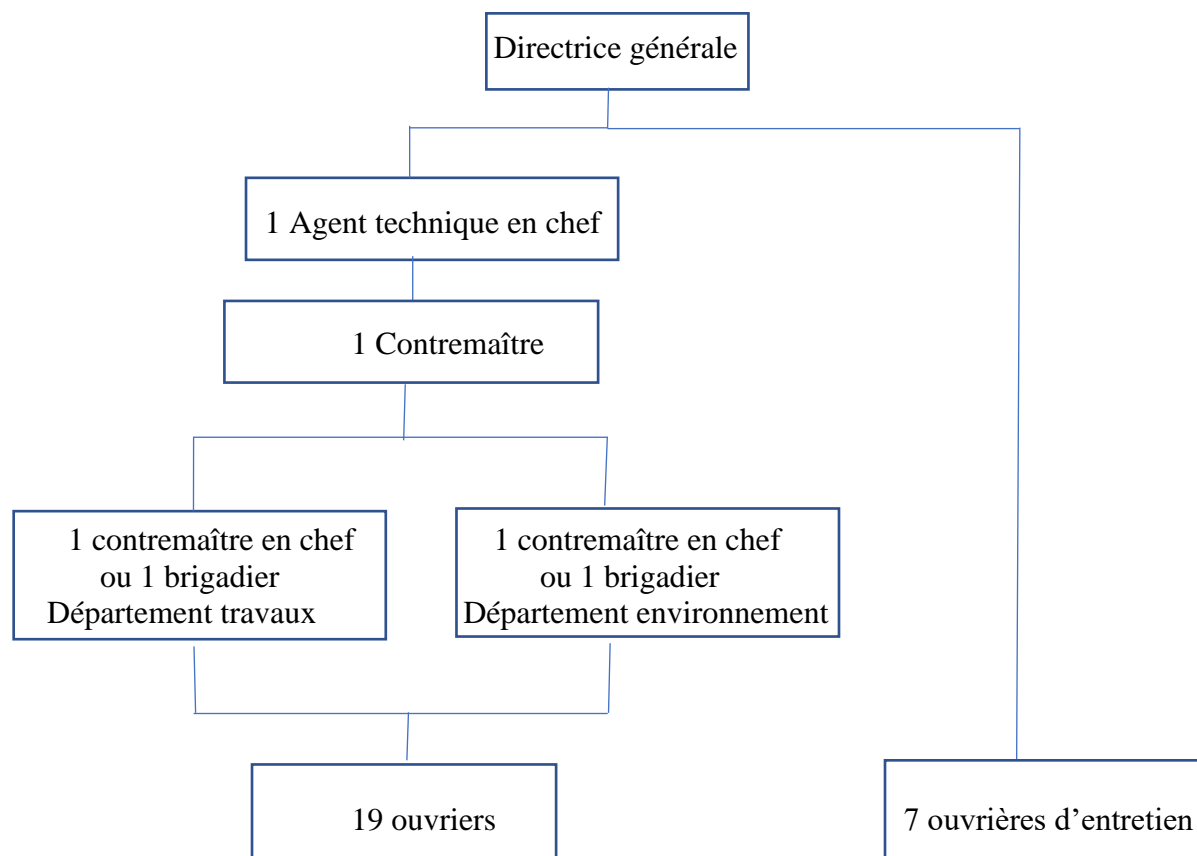 Directrice générale
1 Agent technique en chef
1 Contremaître
1 contremaître en chef
ou 1 brigadier
Département travaux
1 contremaître en chef
ou 1 brigadier
Département environnement
19 ouvriers
7 ouvrières d’entretien